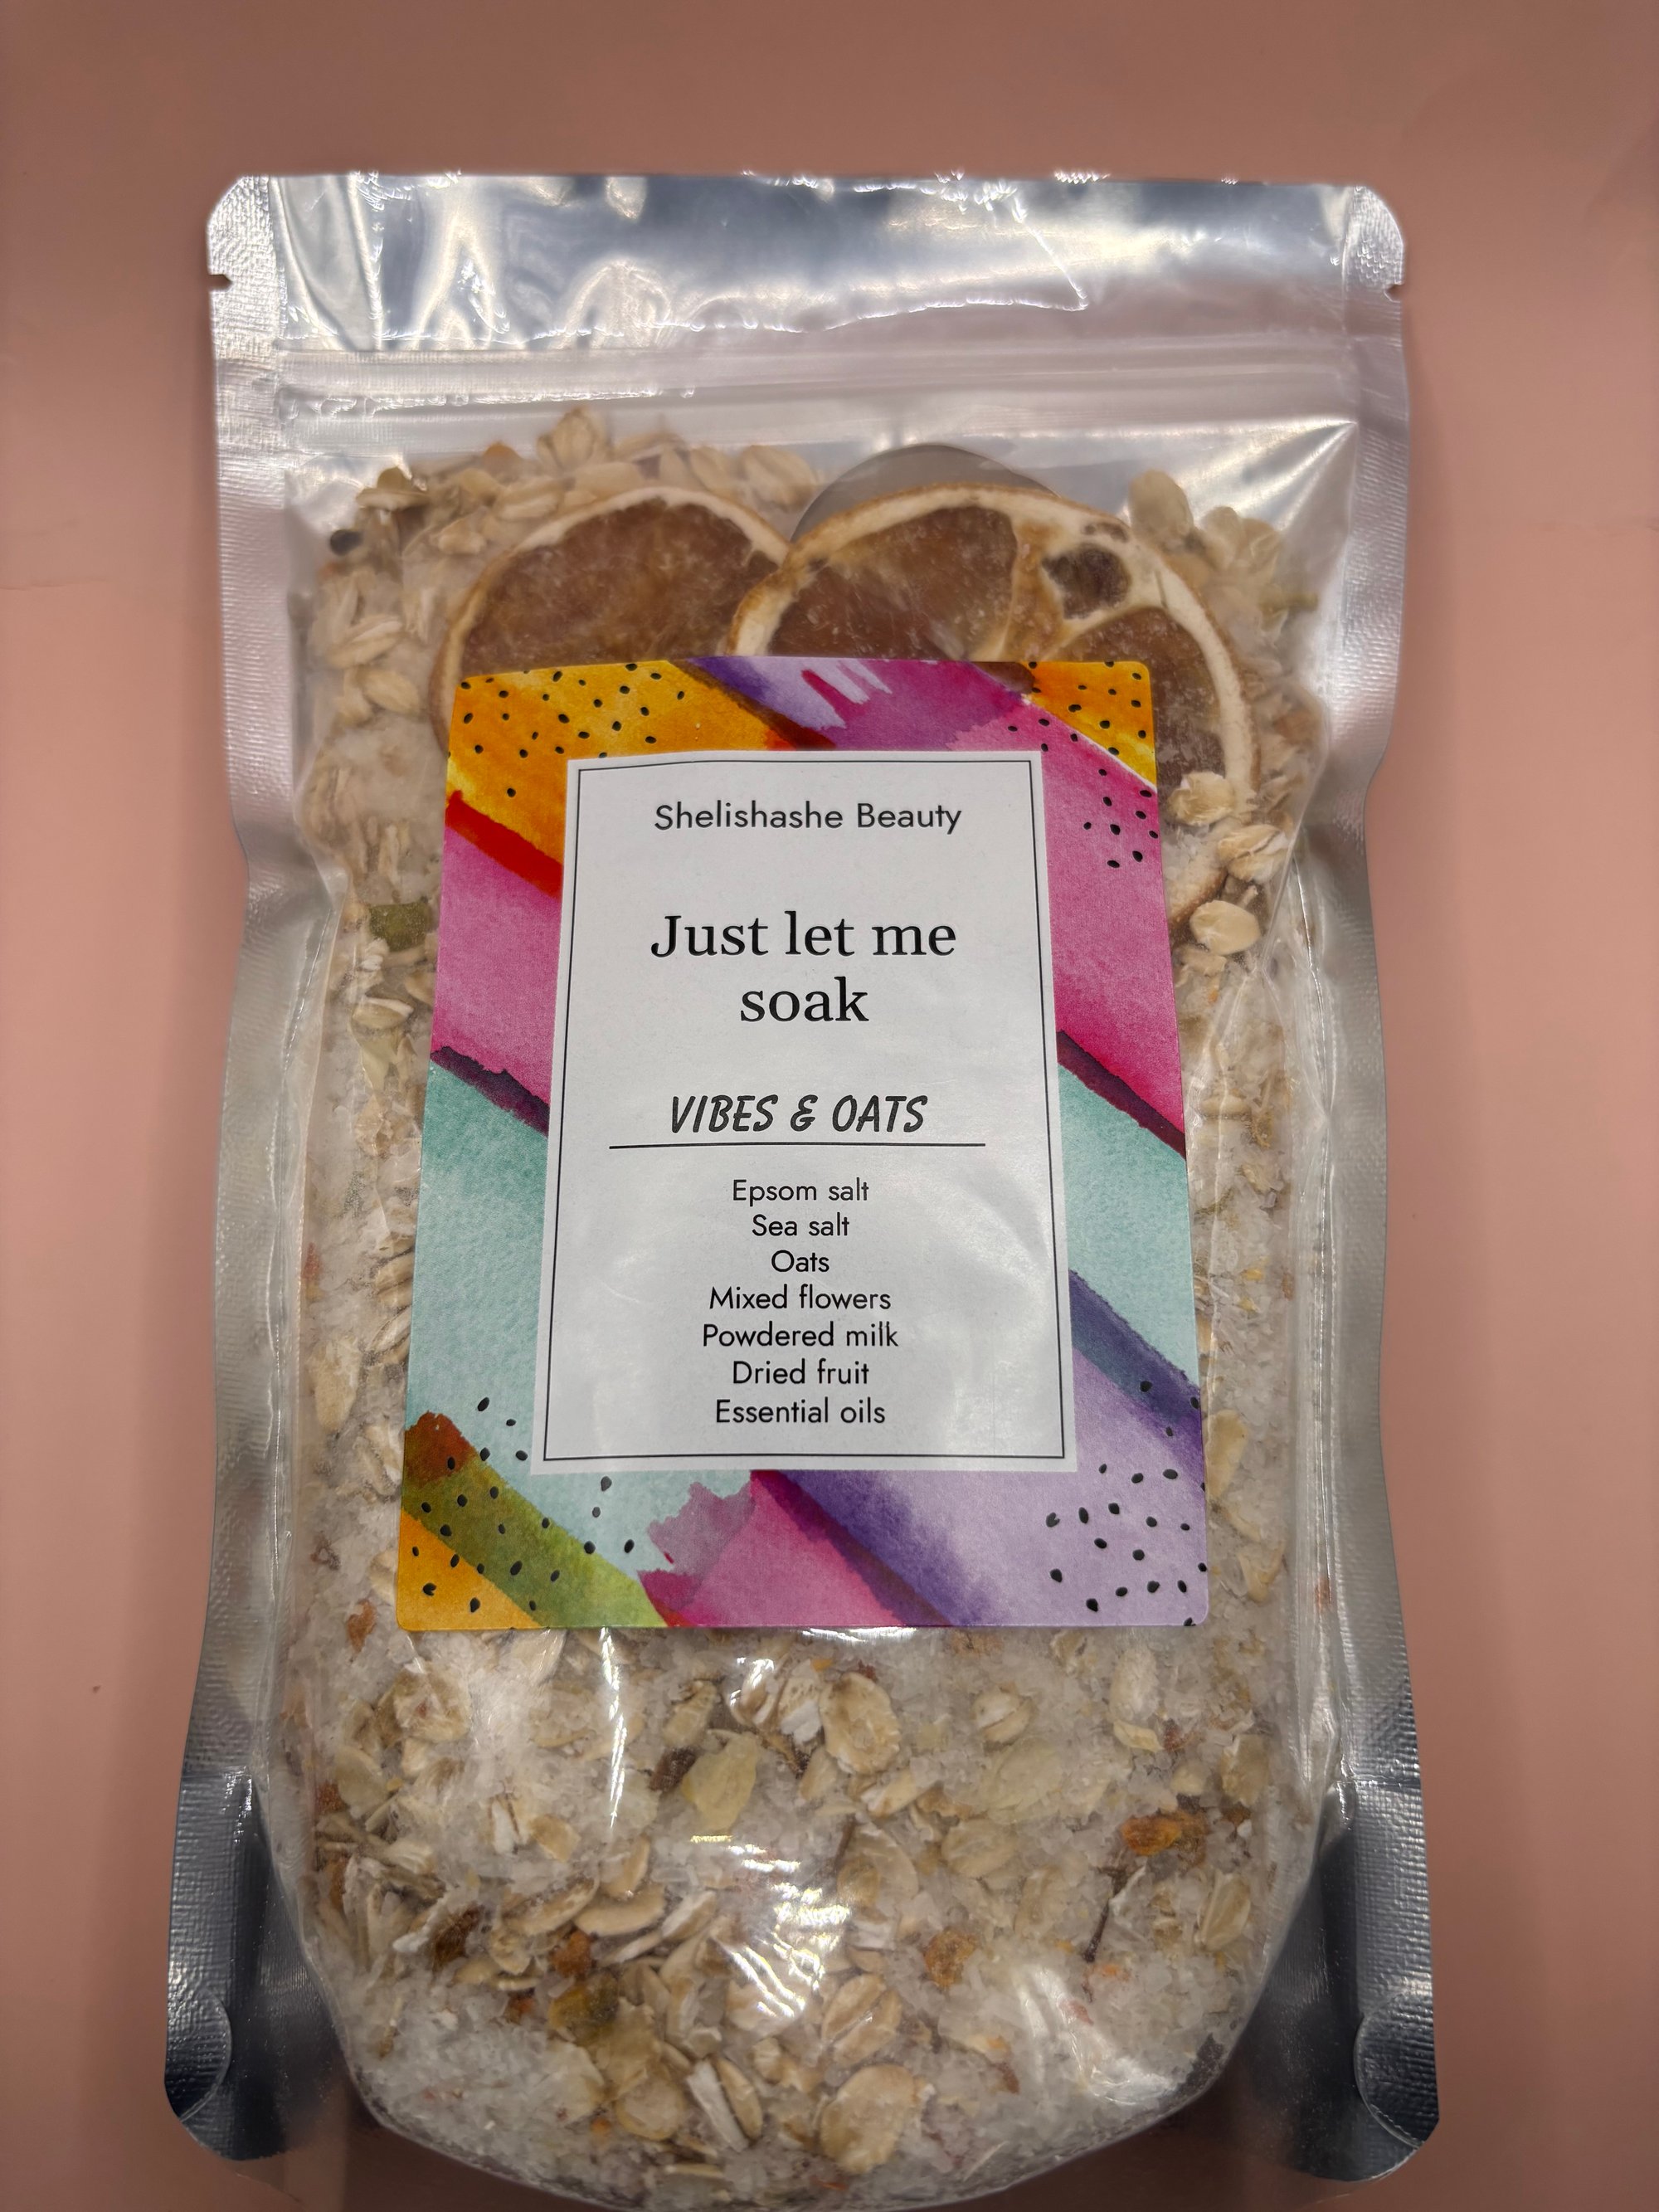 Shelishashe Beauty
Just let me
soak
VIBES & OATS
Epsom salt
Sea salt
Oats
Mixed flowers
Powdered milk
Dried fruit
Essential oils